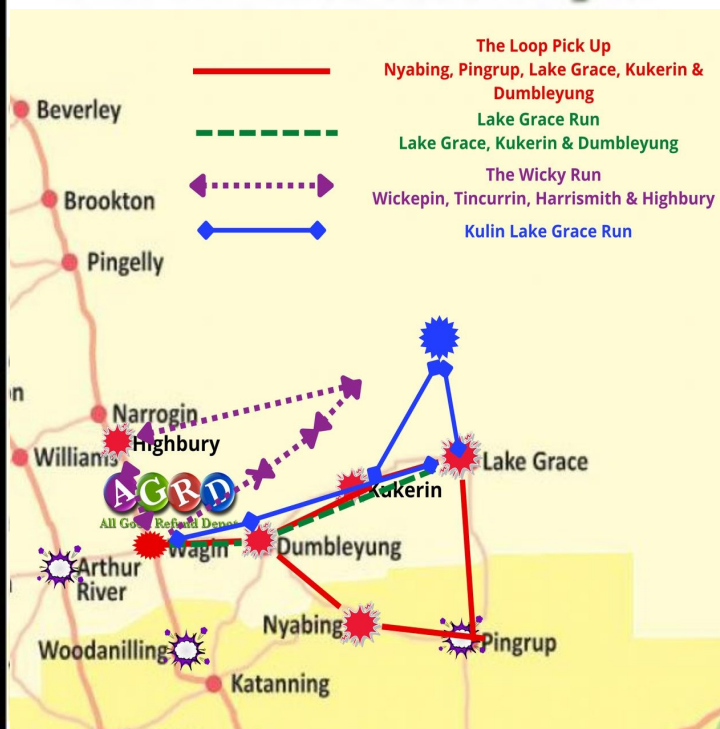 The Loop Pick Up
Nyabing, Pingrup, Lake Grace, Kukerin &
Dumbleyung
Lake Grace Run
Lake Grace, Kukerin & Dumbleyung
The Wicky Run
Wickepin, Tincurrin, Harrismith & Highbury
Kulin Lake Grace Run
Beverley
Brookton
Pingelly
n
Narrogin
Highbury
Williams
Lake Grace
Kukerin
AGRD
All Go Refund Depot
Wagin
Dumbleyung
Arthur
River
Nyabing
Pingrup
Woodanilling
Katanning